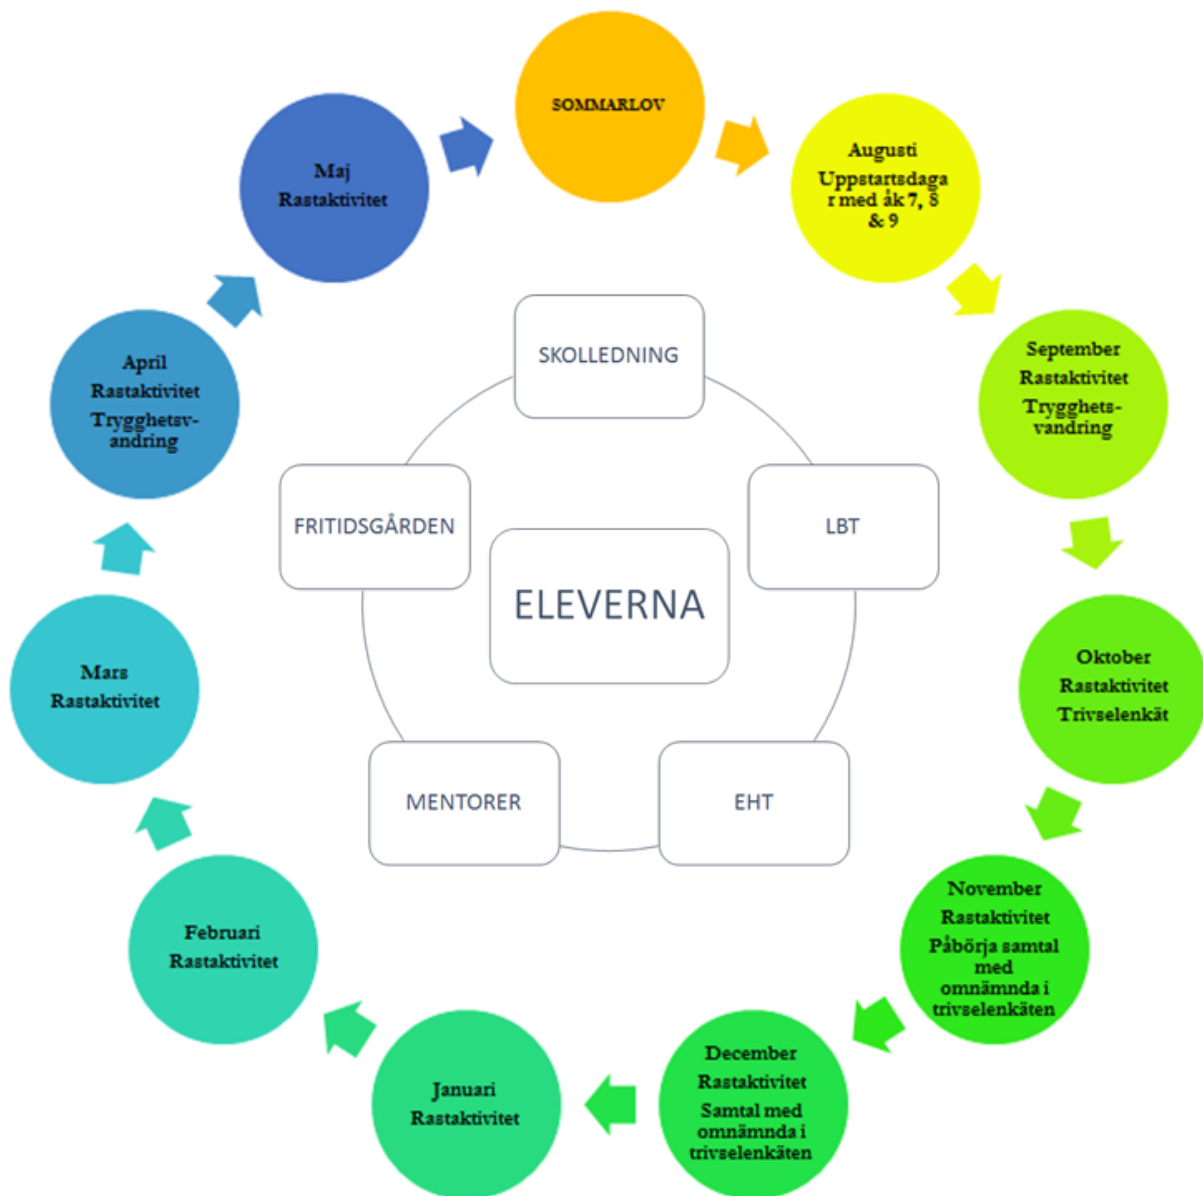 SOMMARLOV
Augusti
Uppstartsdaga
r med åk 7, 8
& 9
September
Rastaktivitet
Trygghets-
vandring
Oktober
Rastaktivitet
Trivselenkät
November
Rastaktivitet
Påbörja samtal
med
omnämnda i
trivselenkäten
December
Rastaktivitet
Samtal med
omnämnda i
trivselenkäten
Januari
Rastaktivitet
Februari
Rastaktivitet
Mars
Rastaktivitet
April
Rastaktivitet
Trygghetsv-
andring
Maj
Rastaktivitet
SKOLLEDNING
LBT
EHT
MENTORER
FRITIDSGÅRDEN
ELEVERNA